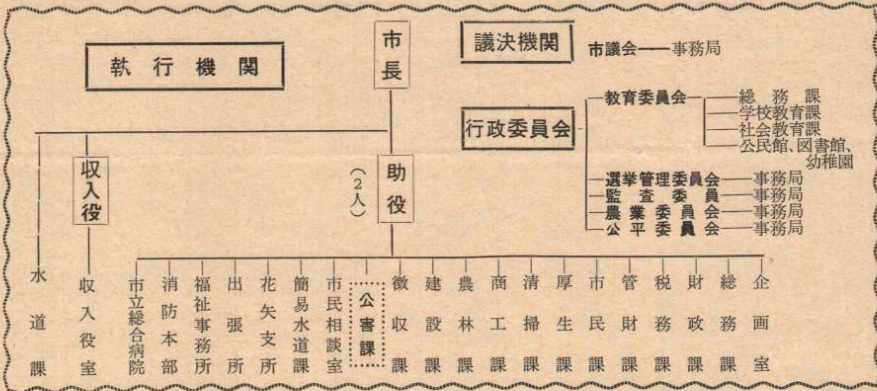 執行機関
市長
議決機関
市議会―事務局
行政委員会
教育委員会
総務課
学校教育課
社会教育課
公民館、図書館、
幼稚園
選挙管理委員会―事務局
監査委員―事務局
農業委員会―事務局
公平委員会―事務局
助役
(2人)
収入役
企画室
総務課
財政課
税務課
管財課
市民課
厚生課
清掃課
商工課
農林課
建設課
徴収課
公害課
市民相談室
簡易水道課
花矢支所
出張所
福祉事務所
消防本部
市立総合病院
収入役室
水道課